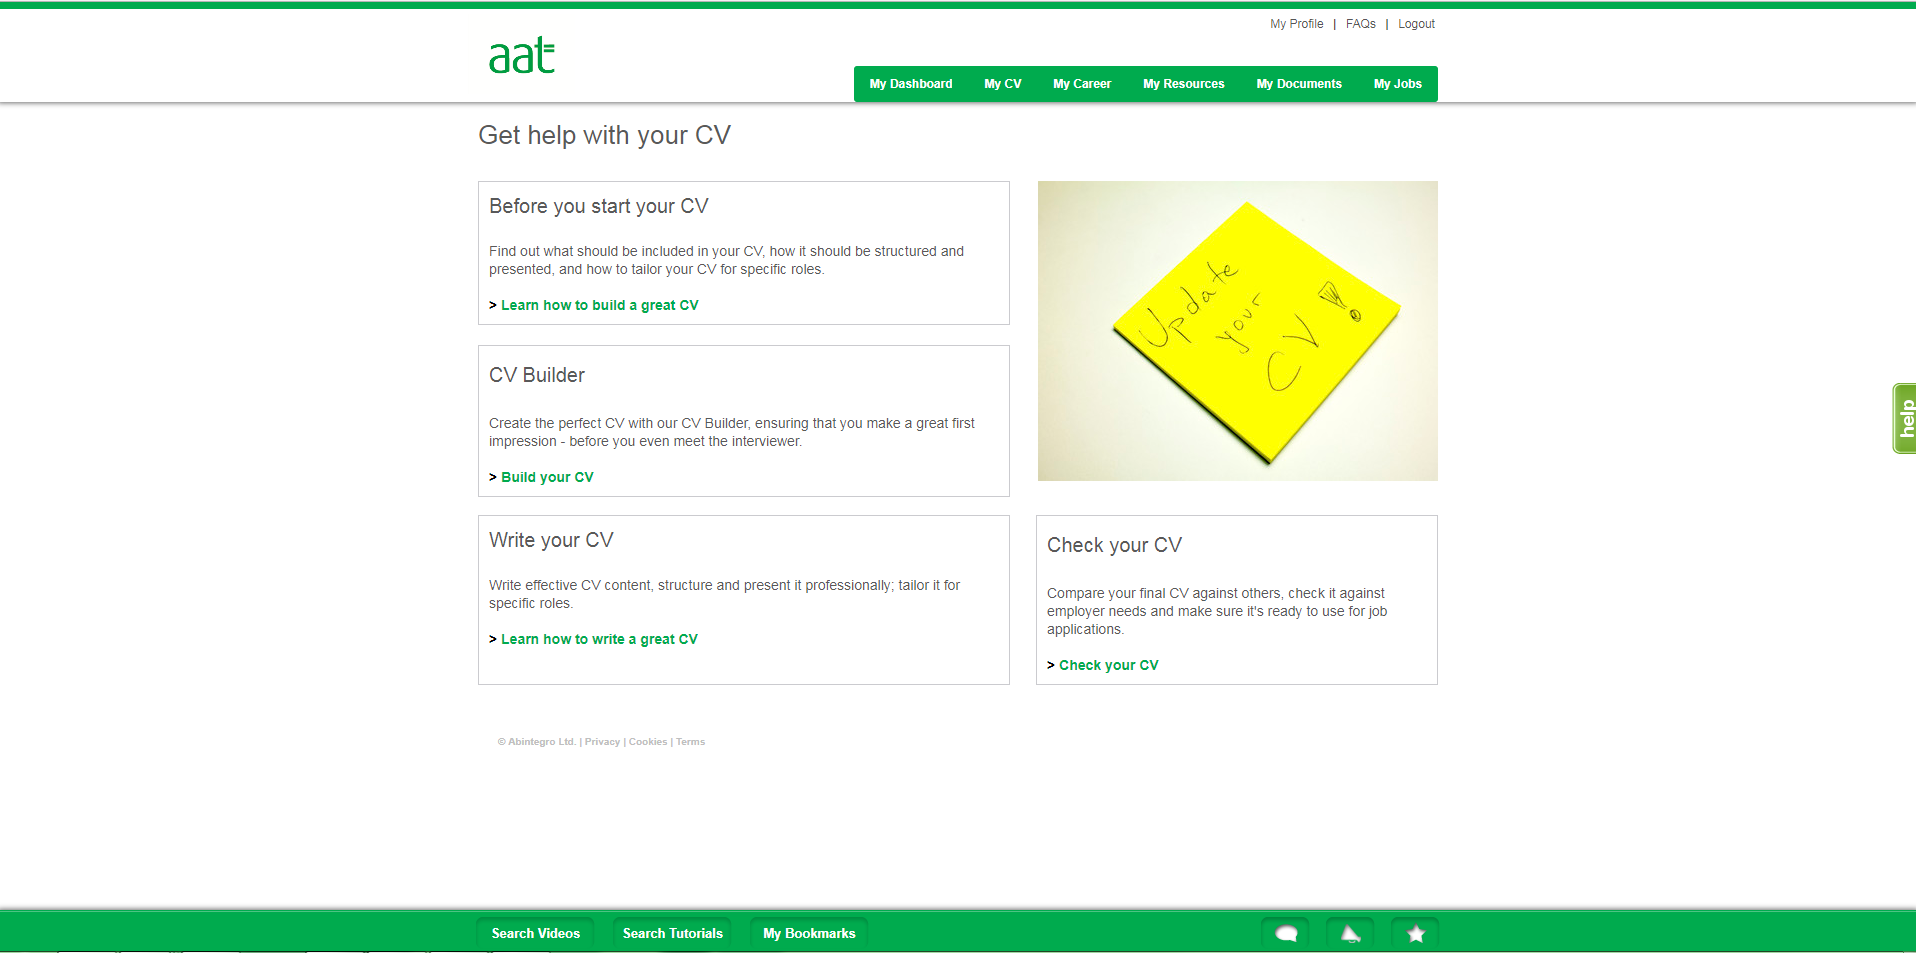 My Profile | FAQs | Logout
aat
My Dashboard My CV My Career My Resources My Documents My Jobs
Get help with your CV
Before you start your CV
Find out what should be included in your CV, how it should be structured and
presented, and how to tailor your CV for specific roles.
> Learn how to build a great CV
Update
your
CV!
CV Builder
Create the perfect CV with our CV Builder, ensuring that you make a great first
impression - before you even meet the interviewer.
> Build your CV
help
Write your CV
Write effective CV content, structure and present it professionally; tailor it for
specific roles.
> Learn how to write a great CV
Check your CV
Compare your final CV against others, check it against
employer needs and make sure it's ready to use for job
applications.
> Check your CV
© Abintegro Ltd. | Privacy | Cookies | Terms
Search Videos Search Tutorials My Bookmarks